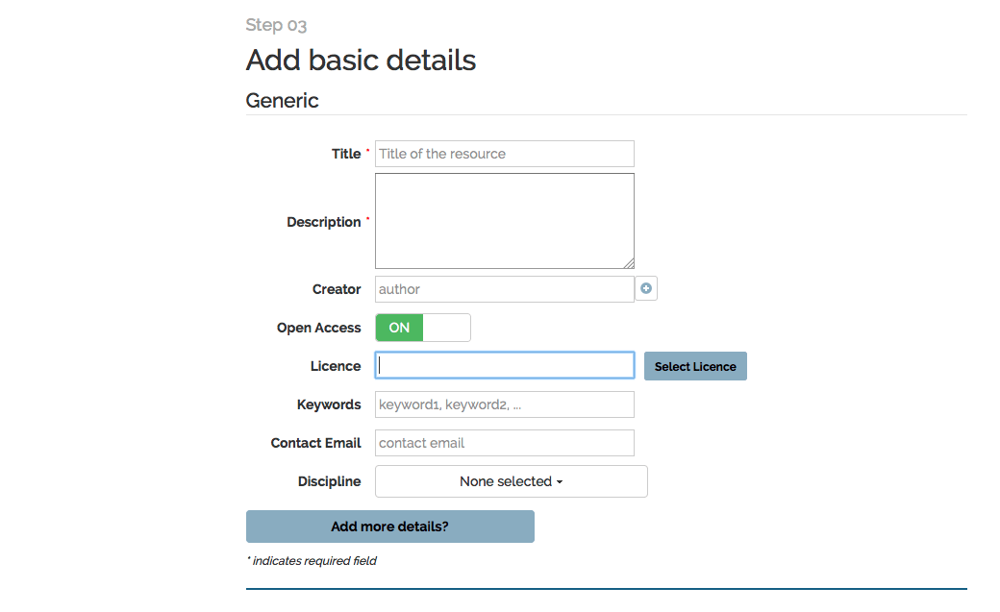 Step 03
Add basic details
Generic
Title * Title of the resource
Description *
Creator author
Open Access ON
Licence Select Licence
Keywords keyword1, keyword2, ...
Contact Email contact email
Discipline None selected
Add more details?
* indicates required field